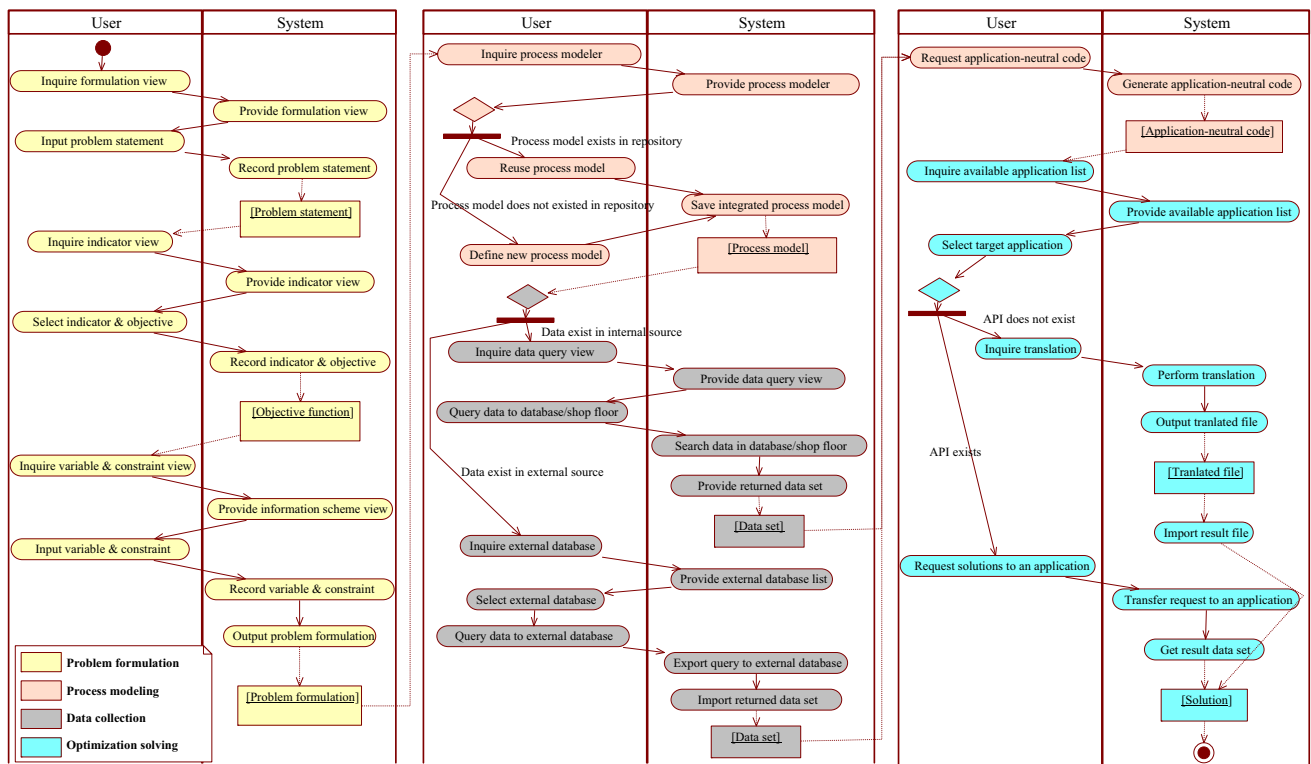 User
System
Inquire formulation view
Provide formulation view
Input problem statement
Record problem statement
[Problem statement]
Inquire indicator view
Provide indicator view
Select indicator & objective
Record indicator & objective
[Objective function]
Inquire variable & constraint view
Provide information scheme view
Input variable & constraint
Record variable & constraint
Output problem formulation
[Problem formulation]
Problem formulation
Process modeling
Data collection
Optimization solving
User
System
Inquire process modeler
Provide process modeler
Process model exists in repository
Reuse process model
Process model does not existed in repository
Save integrated process model
Define new process model
[Process model]
Data exist in internal source
Inquire data query view
Provide data query view
Query data to database/shop floor
Search data in database/shop floor
Data exist in external source
Provide returned data set
[Data set]
Inquire external database
Provide external database list
Select external database
Query data to external database
Export query to external database
Import returned data set
[Data set]
User
System
Request application-neutral code
Generate application-neutral code
[Application-neutral code]
Inquire available application list
Provide available application list
Select target application
API does not exist
Inquire translation
Perform translation
Output tranlated file
API exists
[Tranlated file]
Import result file
Request solutions to an application
Transfer request to an application
Get result data set
[Solution]